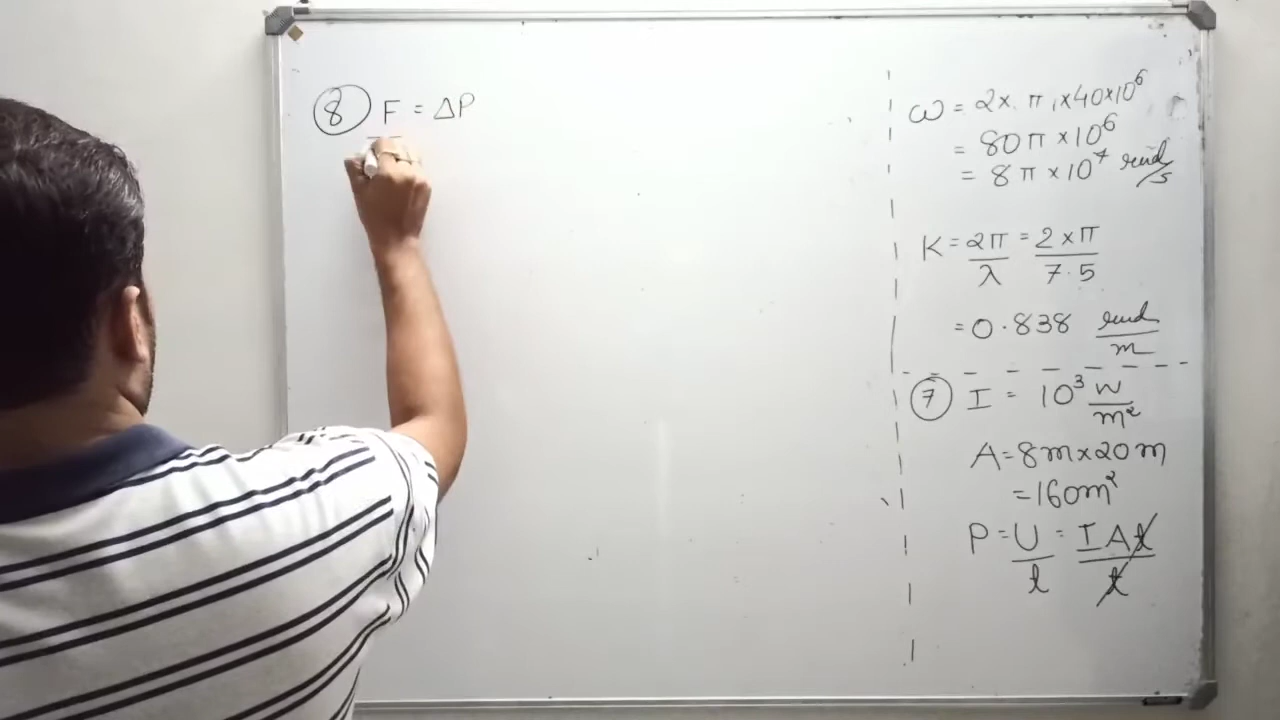 8 F = ΔP
ω = 2 × π × 40 × 10⁶
= 80π × 10⁶
= 8π × 10⁷ rad/s
K = 2π/λ = 2×π/7.5
= 0.838 rad/m
7 I = 10³ W/m²
A = 8m × 20m
= 160m²
P = U/t = IAt/t